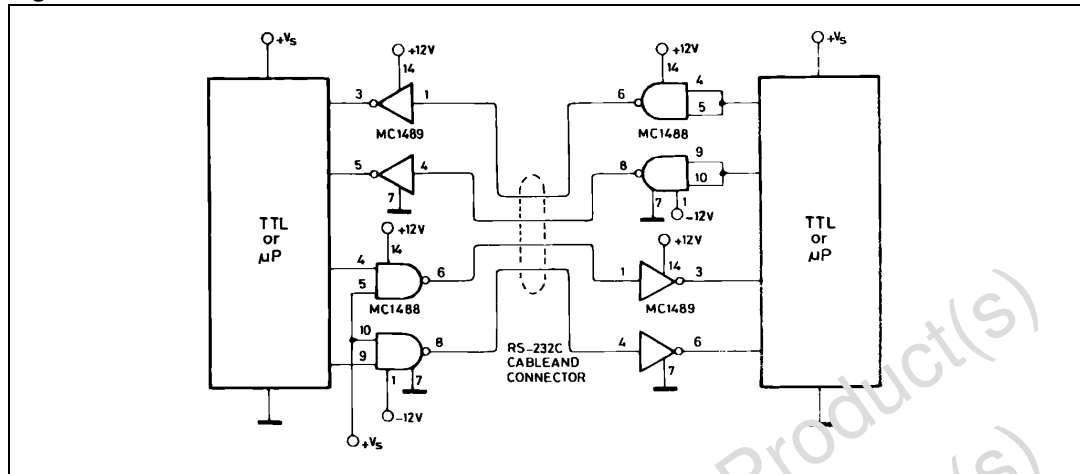 +Vs
+12V
14
3
1
MC1489
5
4
7
TTL
or
µP
+12V
14
4
5
6
MC1488
10
9
8
1
7
-12V
+Vs
RS-232C
CABLEAND
CONNECTOR
+12V
14
6
4
5
MC1488
8
9
10
7
1
-12V
+12V
14
1
3
MC1489
4
6
7
+Vs
TTL
or
µP
Product(s)
(s)